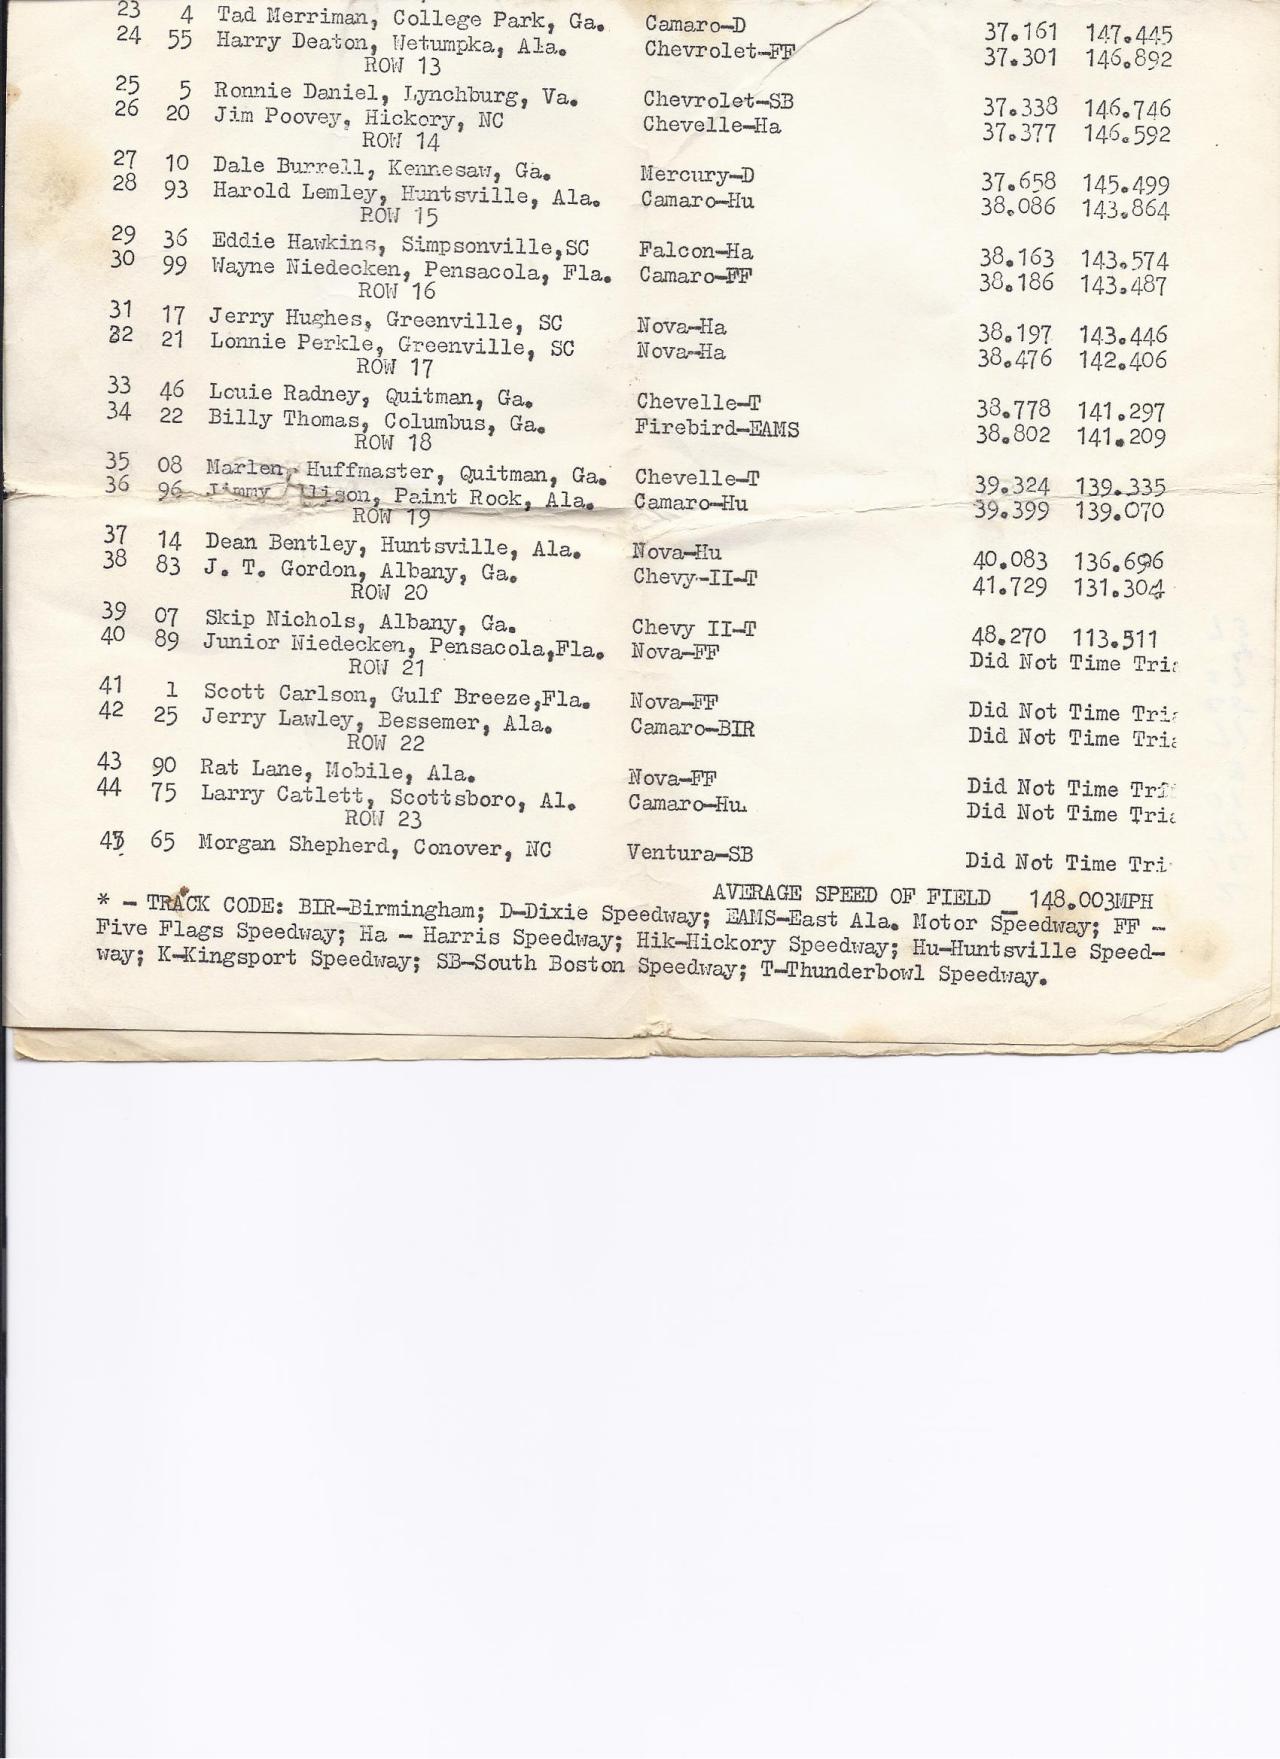 23 4 Tad Merriman, College Park, Ga. Camaro-D 37.161 147.445
24 55 Harry Deaton, Wetumpka, Ala. Chevrolet-FF 37.301 146.892
ROW 13
25 5 Ronnie Daniel, Lynchburg, Va. Chevrolet-SB 37.338 146.746
26 20 Jim Poovey, Hickory, NC Chevelle-Ha 37.377 146.592
ROW 14
27 10 Dale Burrell, Kennesaw, Ga. Mercury-D 37.658 145.499
28 93 Harold Lemley, Huntsville, Ala. Camaro-Hu 38.086 143.864
ROW 15
29 36 Eddie Hawkins, Simpsonville,SC Falcon-Ha 38.163 143.574
30 99 Wayne Niedecken, Pensacola, Fla. Camaro-FF 38.186 143.487
ROW 16
31 17 Jerry Hughes, Greenville, SC Nova-Ha 38.197 143.446
32 21 Lonnie Perkle, Greenville, SC Nova-Ha 38.476 142.406
ROW 17
33 46 Louie Radney, Quitman, Ga. Chevelle-T 38.778 141.297
34 22 Billy Thomas, Columbus, Ga. Firebird-EAMS 38.802 141.209
ROW 18
35 08 Marlen, Huffmaster, Quitman, Ga. Chevelle-T 39.324 139.335
36 96 Jimmy Paint Rock, Ala. Camaro-Hu 39.399 139.070
ROW 19
37 14 Dean Bentley, Huntsville, Ala. Nova-Hu 40.083 136.696
38 83 J. T. Gordon, Albany, Ga. Chevy-II-T 41.729 131.304
ROW 20
39 07 Skip Nichols, Albany, Ga. Chevy II-T 48.270 113.511
40 89 Junior Niedecken, Pensacola,Fla. Nova-FF Did Not Time Tria
ROW 21
41 1 Scott Carlson, Gulf Breeze,Fla. Nova-FF Did Not Time Tria
42 25 Jerry Lawley, Bessemer, Ala. Camaro-BIR Did Not Time Tria
ROW 22
43 90 Rat Lane, Mobile, Ala. Nova-FF Did Not Time Tri
44 75 Larry Catlett, Scottsboro, Al. Camaro-Hu Did Not Time Tria
ROW 23
45 65 Morgan Shepherd, Conover, NC Ventura-SB Did Not Time Tri
AVERAGE SPEED OF FIELD _ 148.003MPH
* - TRACK CODE: BIR-Birmingham; D-Dixie Speedway; EAMS-East Ala. Motor Speedway; FF -
Five Flags Speedway; Ha - Harris Speedway; Hik-Hickory Speedway; Hu-Huntsville Speed-
way; K-Kingsport Speedway; SB-South Boston Speedway; T-Thunderbowl Speedway.